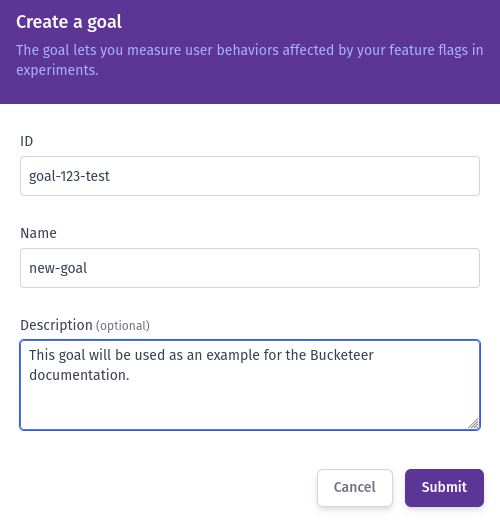 Create a goal
The goal lets you measure user behaviors affected by your feature flags in
experiments.
ID
goal-123-test
Name
new-goal
Description (optional)
This goal will be used as an example for the Bucketeer
documentation.
Cancel Submit